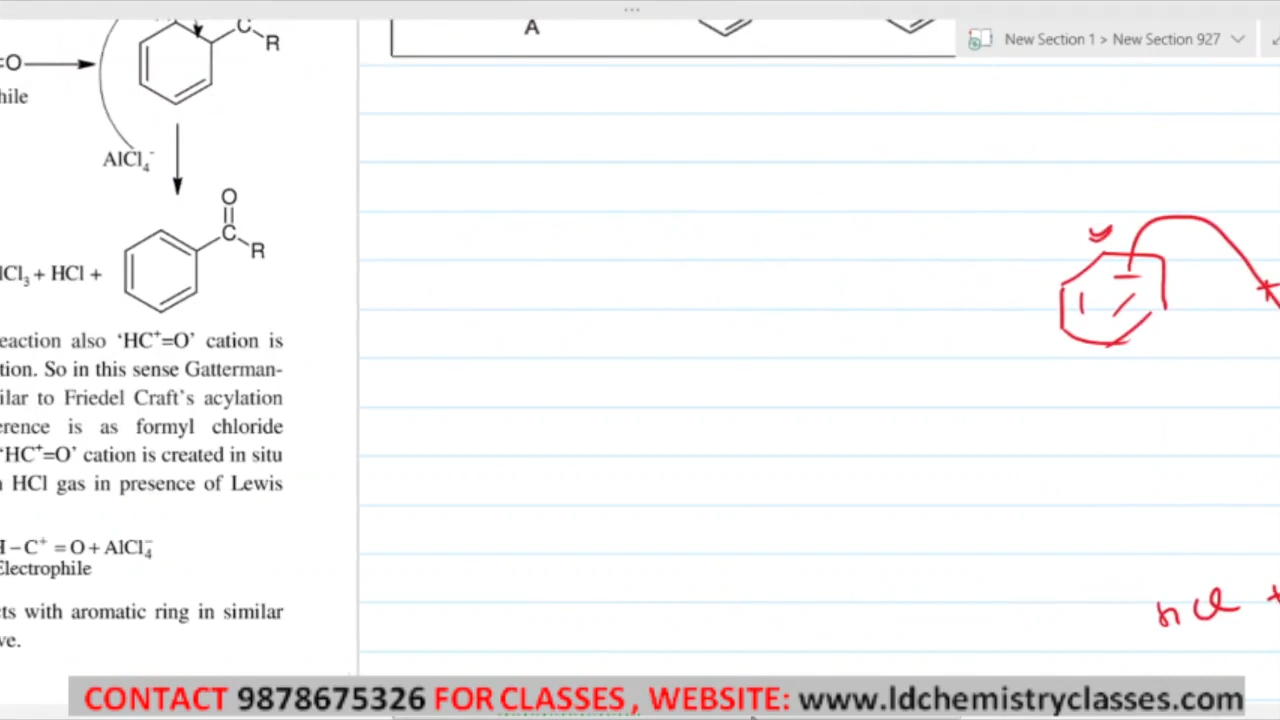 A
New Section 1 > New Section 927
C
R
=O
hile
AlCl4-
O
C
R
lCl3 + HCl +
eaction also ‘HC+=O’ cation is
tion. So in this sense Gatterman-
ilar to Friedel Craft's acylation
erence is as formyl chloride
‘HC+=O’ cation is created in situ
n HCl gas in presence of Lewis
H – C+ = O + AlCl4-
Electrophile
cts with aromatic ring in similar
ve.
HCl +
CONTACT 9878675326 FOR CLASSES , WEBSITE: www.ldchemistryclasses.com